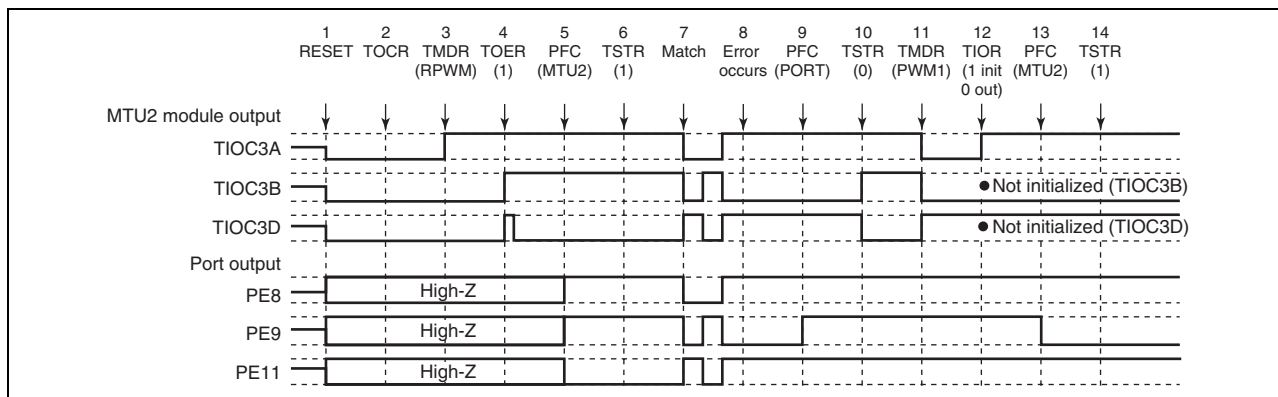 1 2 3 4 5 6 7 8 9 10 11 12 13 14
RESET TOCR TMDR TOER PFC TSTR Match Error PFC TSTR TMDR TIOR PFC TSTR
(RPWM) (1) (MTU2) (1) occurs (PORT) (0) (PWM1) (1 init (MTU2) (1)
0 out)
MTU2 module output
TIOC3A
TIOC3B
● Not initialized (TIOC3B)
TIOC3D
● Not initialized (TIOC3D)
Port output
PE8
High-Z
PE9
High-Z
PE11
High-Z